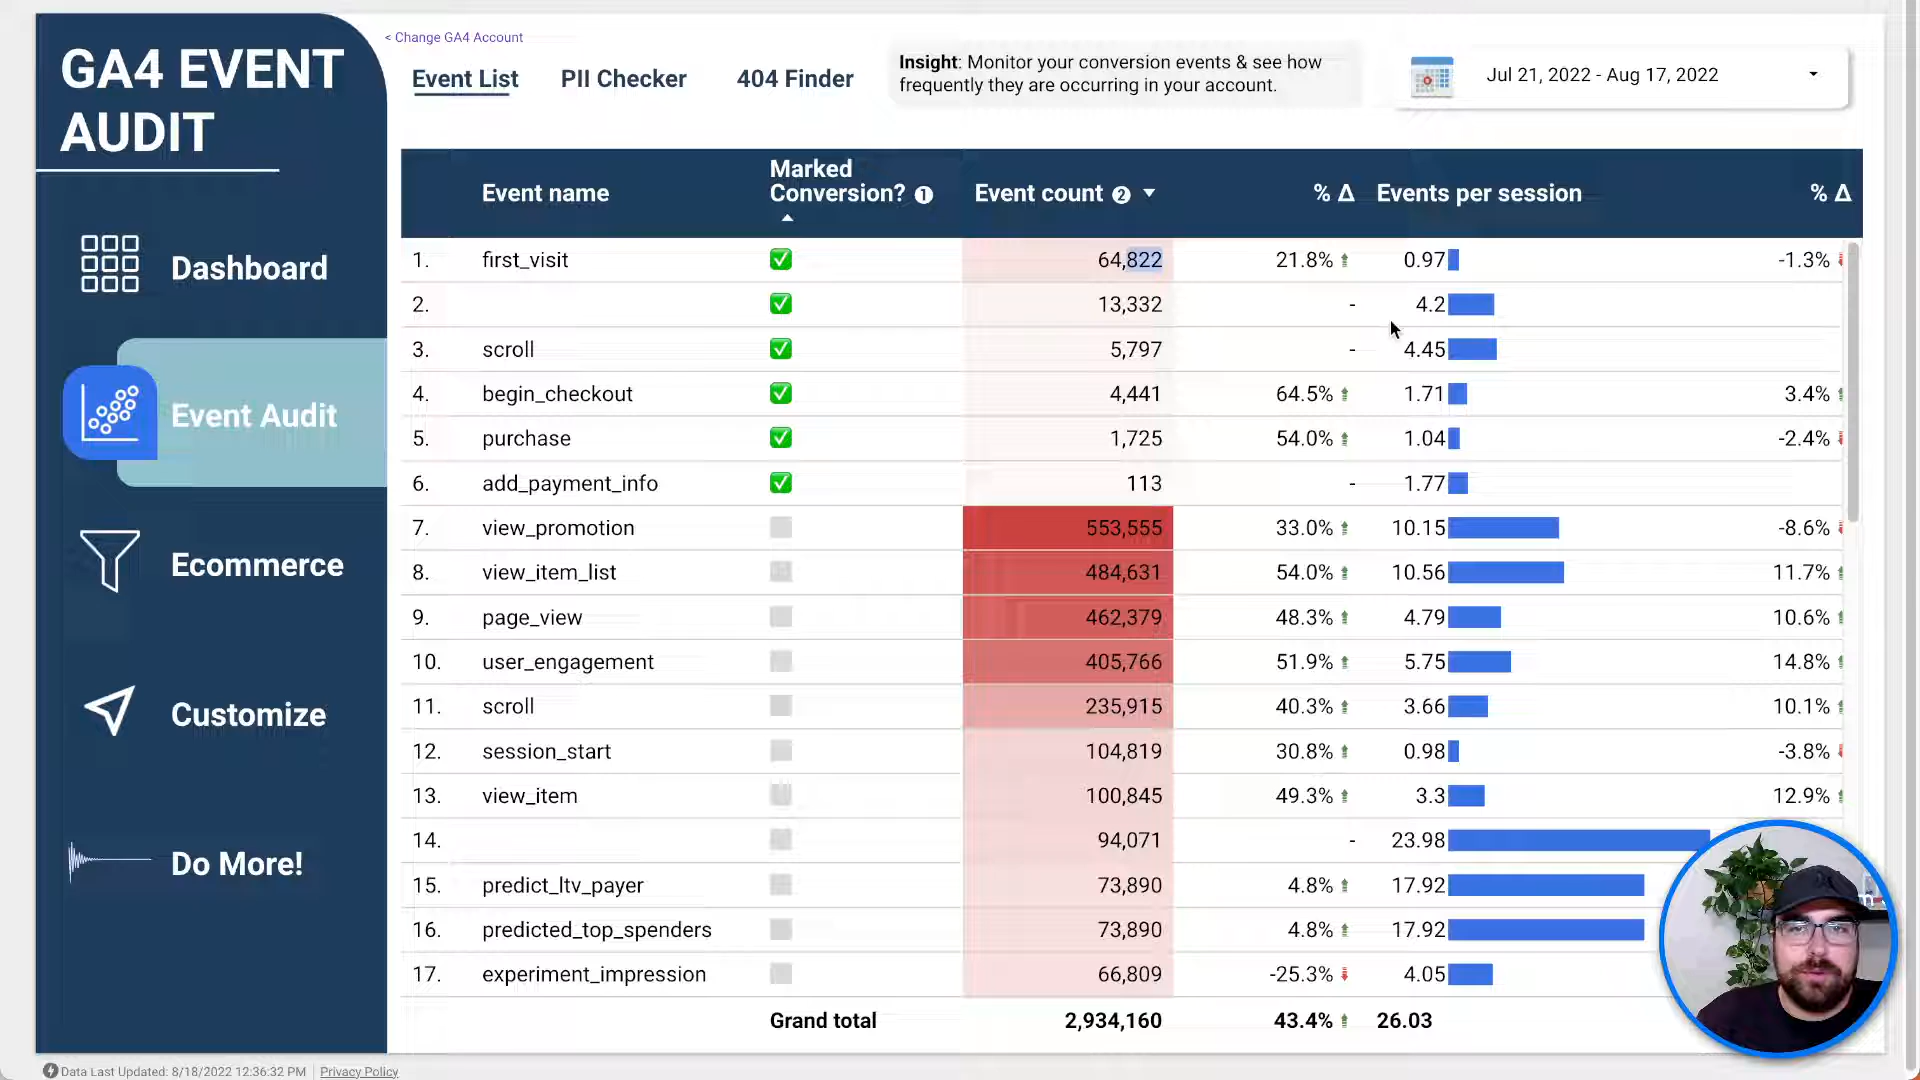 GA4 EVENT
AUDIT
Dashboard
Event Audit
Ecommerce
Customize
Do More!
< Change GA4 Account
Event List PII Checker 404 Finder
Insight: Monitor your conversion events & see how
frequently they are occurring in your account.
Jul 21, 2022 - Aug 17, 2022
Event name Marked Conversion? 1 Event count 2 % Δ Events per session % Δ
1. first_visit 64,822 21.8% 0.97 -1.3%
2. 13,332 - 4.2
3. scroll 5,797 - 4.45
4. begin_checkout 4,441 64.5% 1.71 3.4%
5. purchase 1,725 54.0% 1.04 -2.4%
6. add_payment_info 113 - 1.77
7. view_promotion 553,555 33.0% 10.15 -8.6%
8. view_item_list 484,631 54.0% 10.56 11.7%
9. page_view 462,379 48.3% 4.79 10.6%
10. user_engagement 405,766 51.9% 5.75 14.8%
11. scroll 235,915 40.3% 3.66 10.1%
12. session_start 104,819 30.8% 0.98 -3.8%
13. view_item 100,845 49.3% 3.3 12.9%
14. 94,071 - 23.98
15. predict_ltv_payer 73,890 4.8% 17.92
16. predicted_top_spenders 73,890 4.8% 17.92
17. experiment_impression 66,809 -25.3% 4.05
Grand total 2,934,160 43.4% 26.03
Data Last Updated: 8/18/2022 12:36:32 PM Privacy Policy